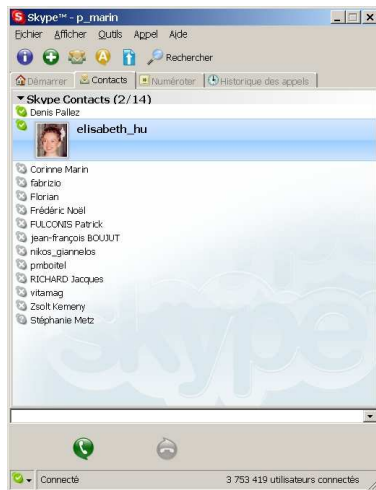 Skype™ - p_marin
Fichier Afficher Outils Appel Aide
Rechercher
Démarrer Contacts Numéroter Historique des appels
Skype Contacts (2/14)
Denis Pallez
elisabeth_hu
Corinne Marin
fabrizio
Florian
Frédéric Noël
FULCONIS Patrick
jean-françois BOUJUT
nikos_giannelos
pmboitel
RICHARD Jacques
vitamag
Zsolt Kemeny
Stéphanie Metz
skype
Connecté 3 753 419 utilisateurs connectés